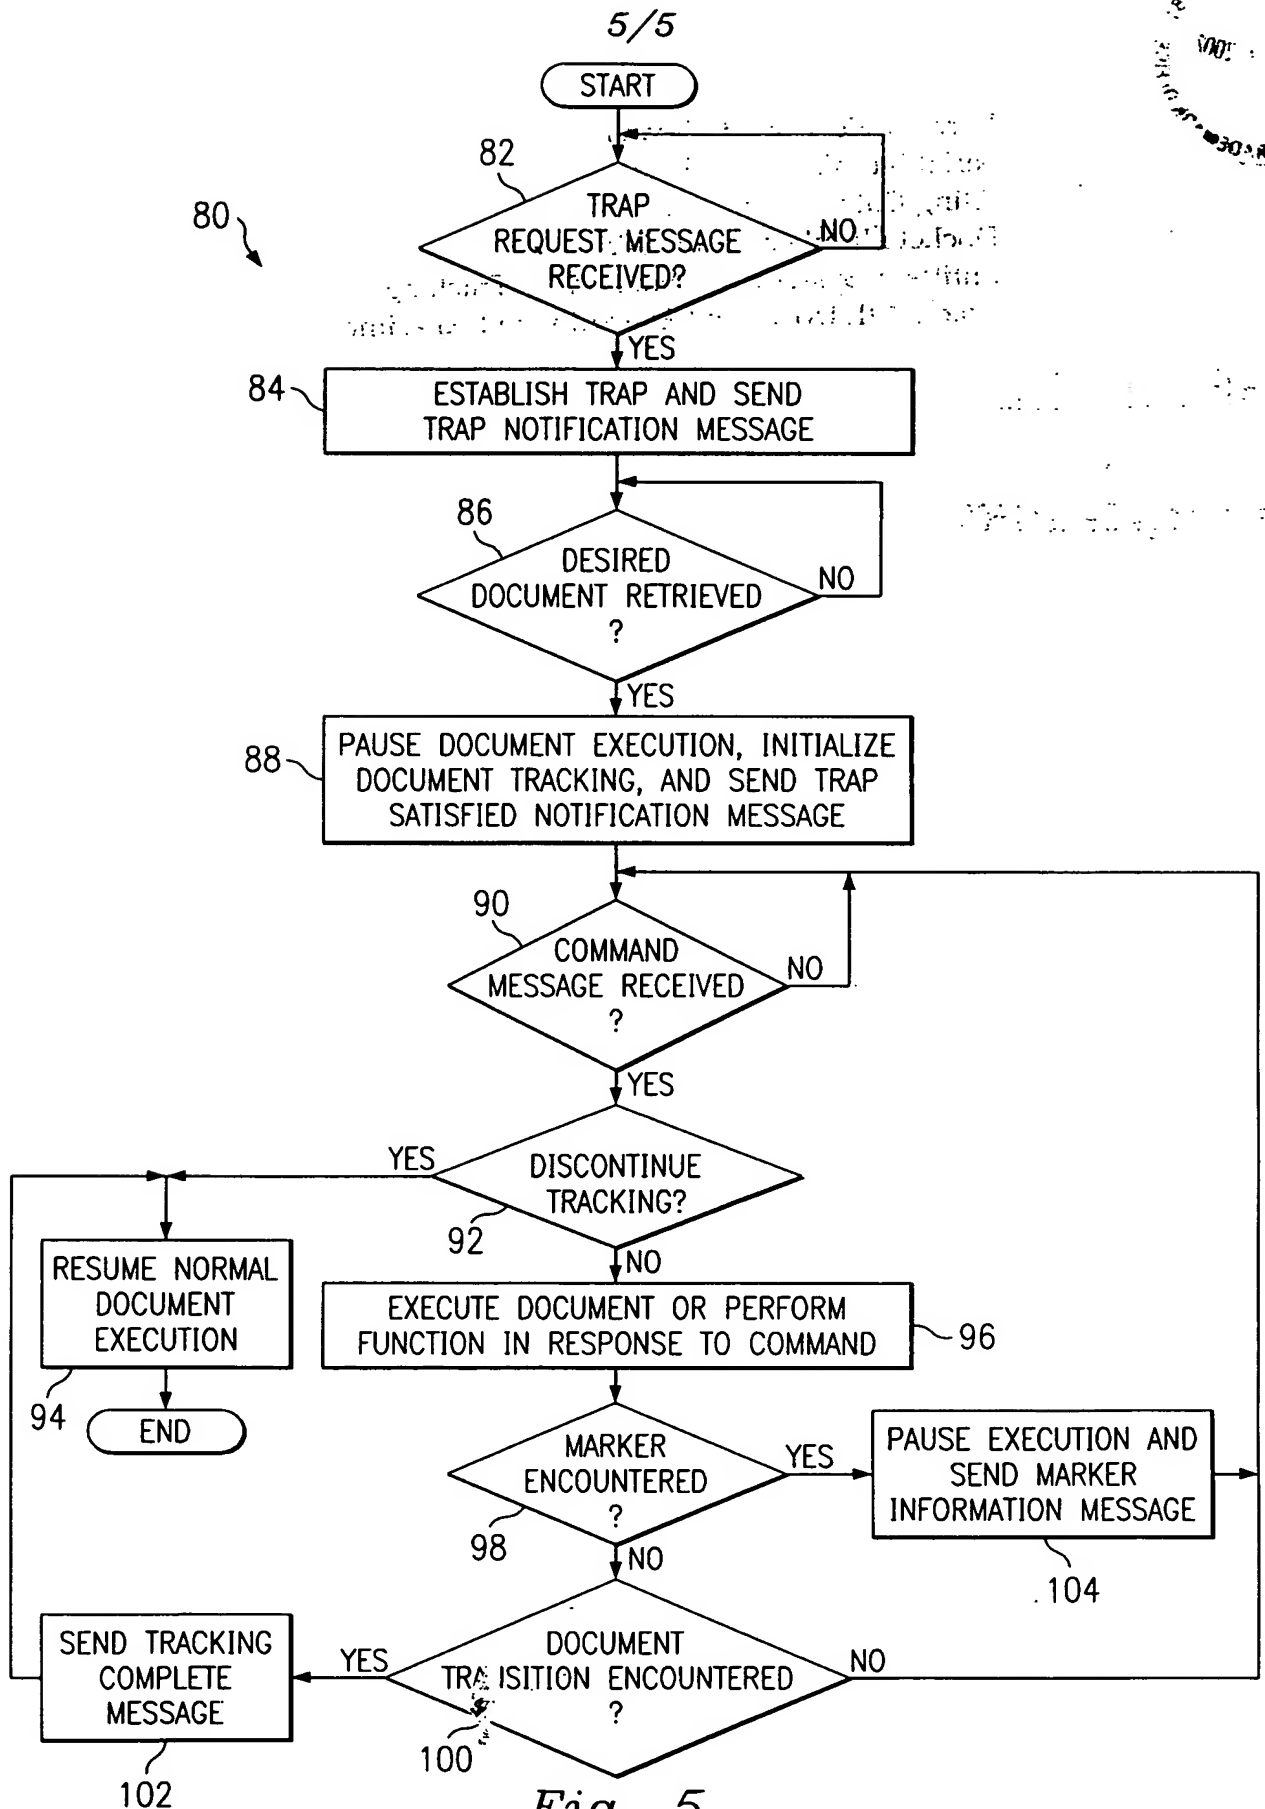 5/5
START
82
80
TRAP
REQUEST MESSAGE
RECEIVED?
NO
YES
84
ESTABLISH TRAP AND SEND
TRAP NOTIFICATION MESSAGE
86
DESIRED
DOCUMENT RETRIEVED
?
NO
YES
88
PAUSE DOCUMENT EXECUTION, INITIALIZE
DOCUMENT TRACKING, AND SEND TRAP
SATISFIED NOTIFICATION MESSAGE
90
COMMAND
MESSAGE RECEIVED
?
NO
YES
YES
DISCONTINUE
TRACKING?
92
NO
RESUME NORMAL
DOCUMENT
EXECUTION
94
END
EXECUTE DOCUMENT OR PERFORM
FUNCTION IN RESPONSE TO COMMAND
96
MARKER
ENCOUNTERED
?
98
YES
NO
PAUSE EXECUTION AND
SEND MARKER
INFORMATION MESSAGE
104
DOCUMENT
ENCOUNTERED
?
100
YES
NO
SEND TRACKING
COMPLETE
MESSAGE
102
Fig. 5